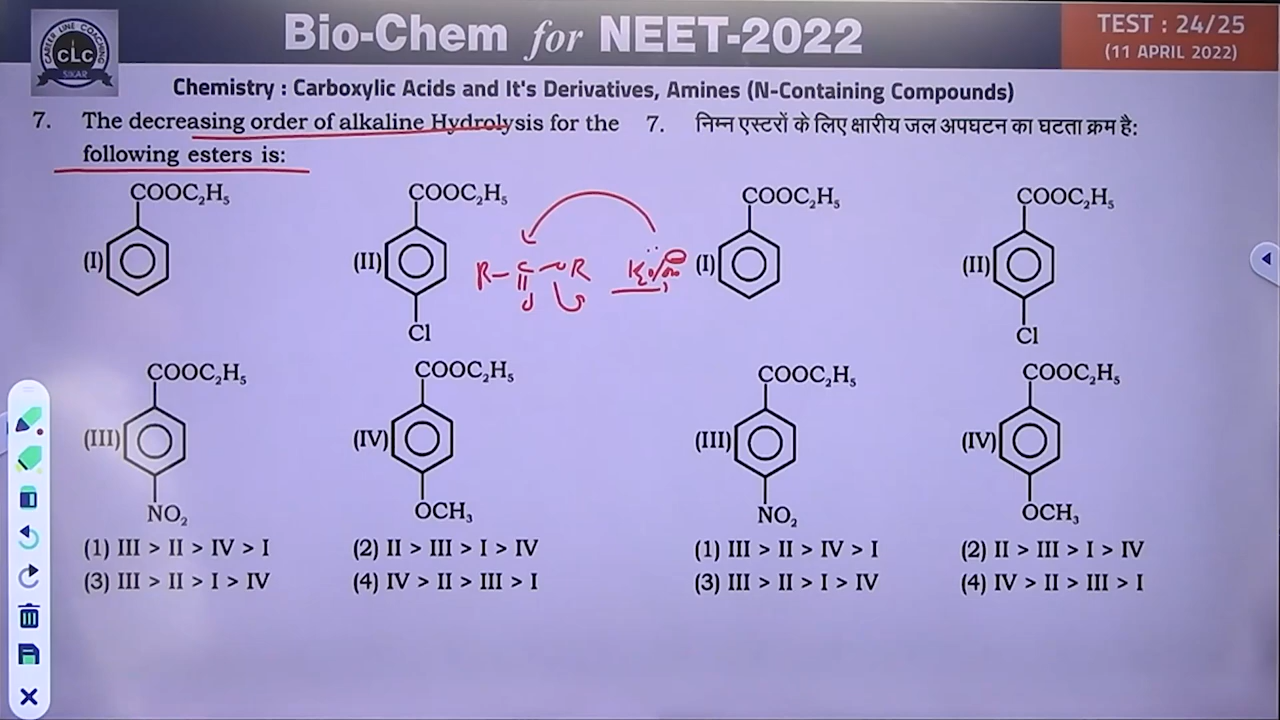 Bio-Chem for NEET-2022
TEST : 24/25
(11 APRIL 2022)
CAREER LINE COACHING
CLC
SIKAR
Chemistry : Carboxylic Acids and It's Derivatives, Amines (N-Containing Compounds)
7. The decreasing order of alkaline Hydrolysis for the
following esters is:
COOC₂H₅
(I)
COOC₂H₅
(II)
Cl
R–C–OR
O
COOC₂H₅
(III)
NO₂
COOC₂H₅
(IV)
OCH₃
(1) III > II > IV > I
(2) II > III > I > IV
(3) III > II > I > IV
(4) IV > II > III > I
7. निम्न एस्टरों के लिए क्षारीय जल अपघटन का घटता क्रम है:
COOC₂H₅
(I)
COOC₂H₅
(II)
Cl
COOC₂H₅
(III)
NO₂
COOC₂H₅
(IV)
OCH₃
(1) III > II > IV > I
(2) II > III > I > IV
(3) III > II > I > IV
(4) IV > II > III > I